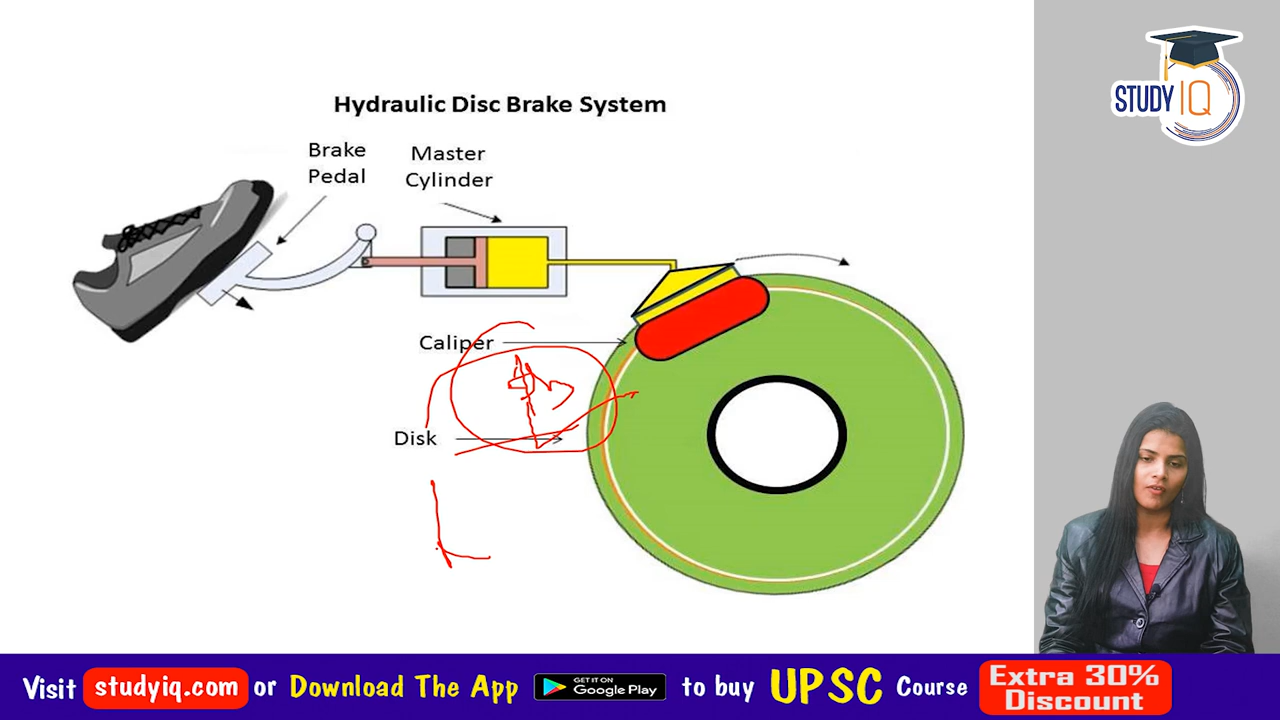 STUDY IQ
Hydraulic Disc Brake System
Brake
Pedal
Master
Cylinder
Caliper
Disk
Visit studyiq.com or Download The App GET IT ON Google Play to buy UPSC Course Extra 30% Discount